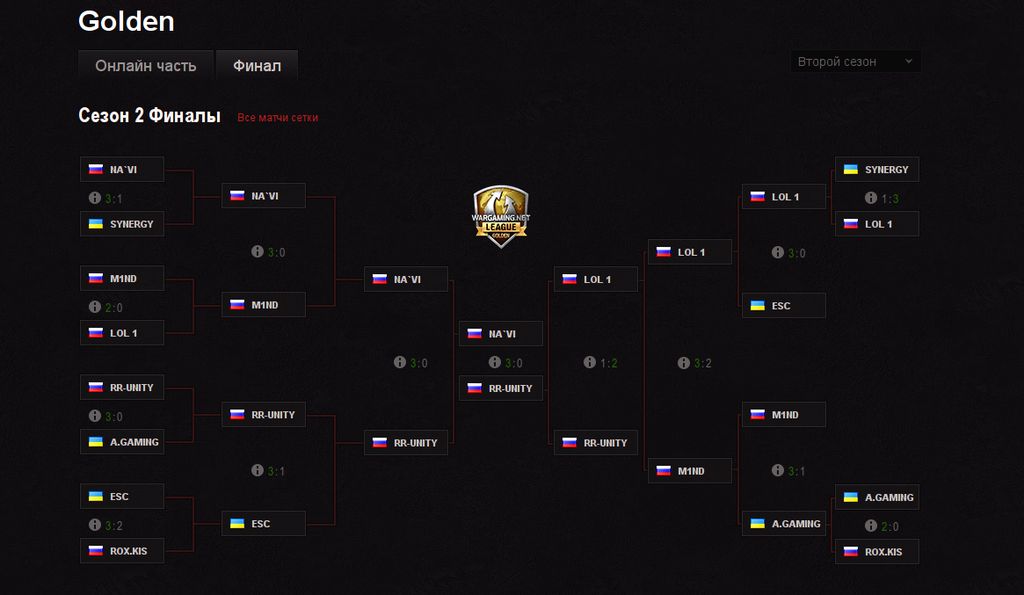 Golden
Онлайн часть
Финал
Второй сезон
Сезон 2 Финалы
Все матчи сетки
NA`VI
3:1
SYNERGY
NA`VI
3:0
M1ND
2:0
LOL 1
M1ND
NA`VI
3:0
RR-UNITY
3:0
A.GAMING
RR-UNITY
3:1
ESC
3:2
ROX.KIS
ESC
RR-UNITY
WARGAMING.NET
LEAGUE
GOLDEN
NA`VI
3:0
RR-UNITY
LOL 1
1:2
RR-UNITY
LOL 1
3:2
M1ND
LOL 1
3:0
ESC
M1ND
3:1
A.GAMING
SYNERGY
1:3
LOL 1
A.GAMING
2:0
ROX.KIS